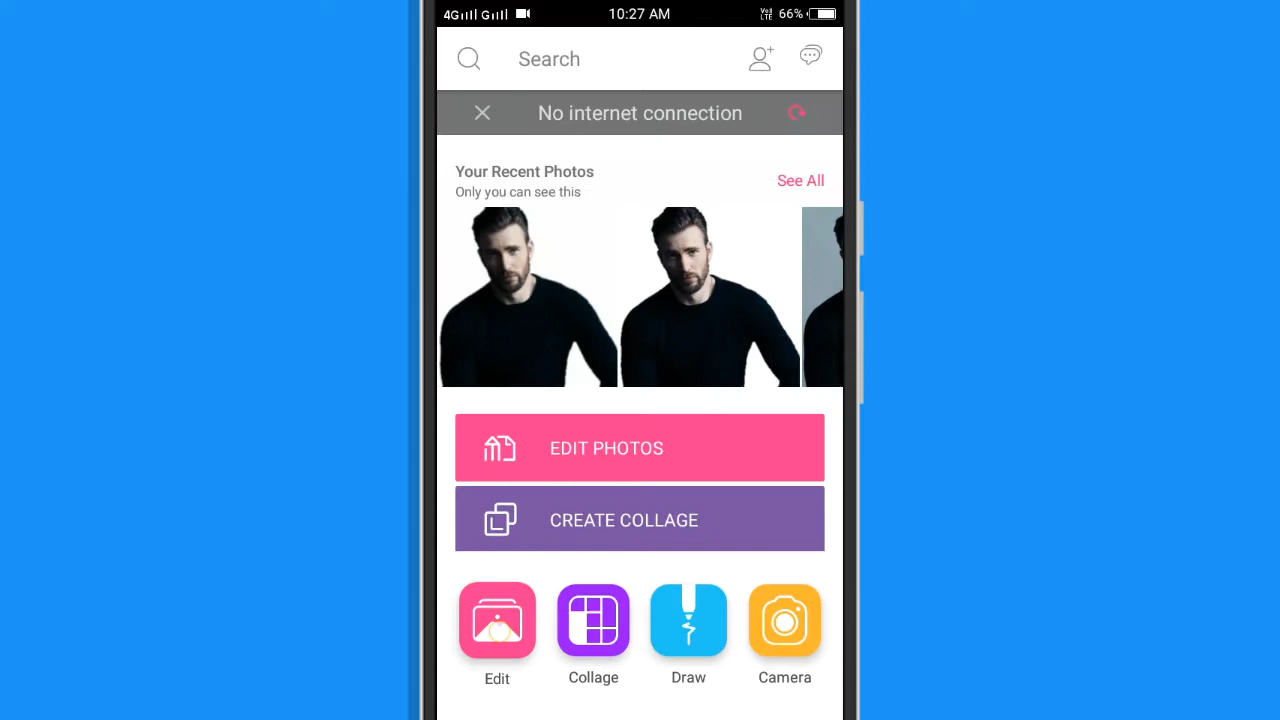 4G G 10:27 AM VoLTE 66%
Search
No internet connection
Your Recent Photos
See All
Only you can see this
EDIT PHOTOS
CREATE COLLAGE
Edit Collage Draw Camera